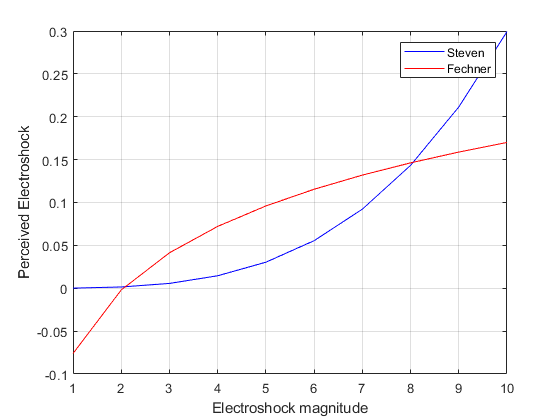 0.3
0.25
0.2
0.15
0.1
0.05
0
-0.05
-0.1
Perceived Electroshock
Steven
Fechner
1 2 3 4 5 6 7 8 9 10
Electroshock magnitude